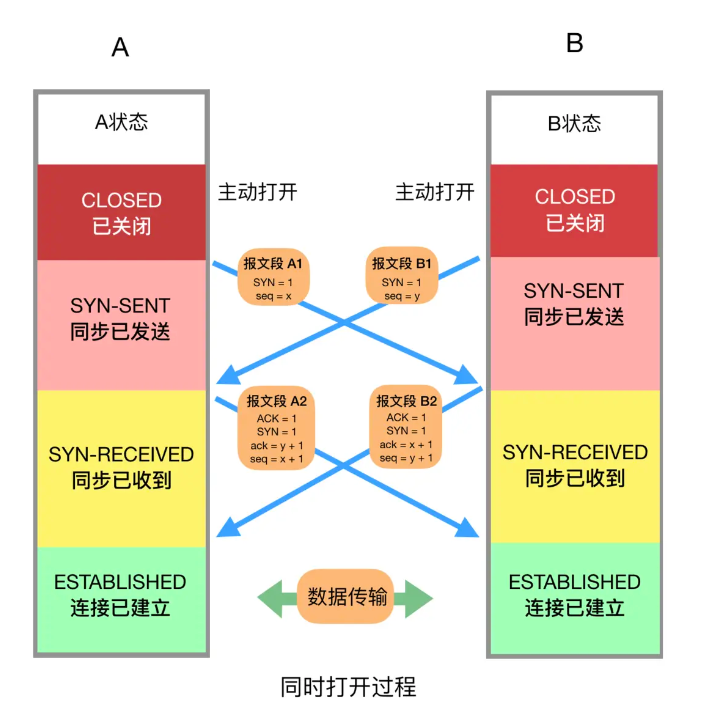 A
B
A状态
B状态
CLOSED
已关闭
主动打开
主动打开
CLOSED
已关闭
报文段 A1
SYN = 1
seq = x
报文段 B1
SYN = 1
seq = y
SYN-SENT
同步已发送
SYN-SENT
同步已发送
报文段 A2
ACK = 1
SYN = 1
ack = y + 1
seq = x + 1
报文段 B2
ACK = 1
SYN = 1
ack = x + 1
seq = y + 1
SYN-RECEIVED
同步已收到
SYN-RECEIVED
同步已收到
ESTABLISHED
连接已建立
数据传输
ESTABLISHED
连接已建立
同时打开过程